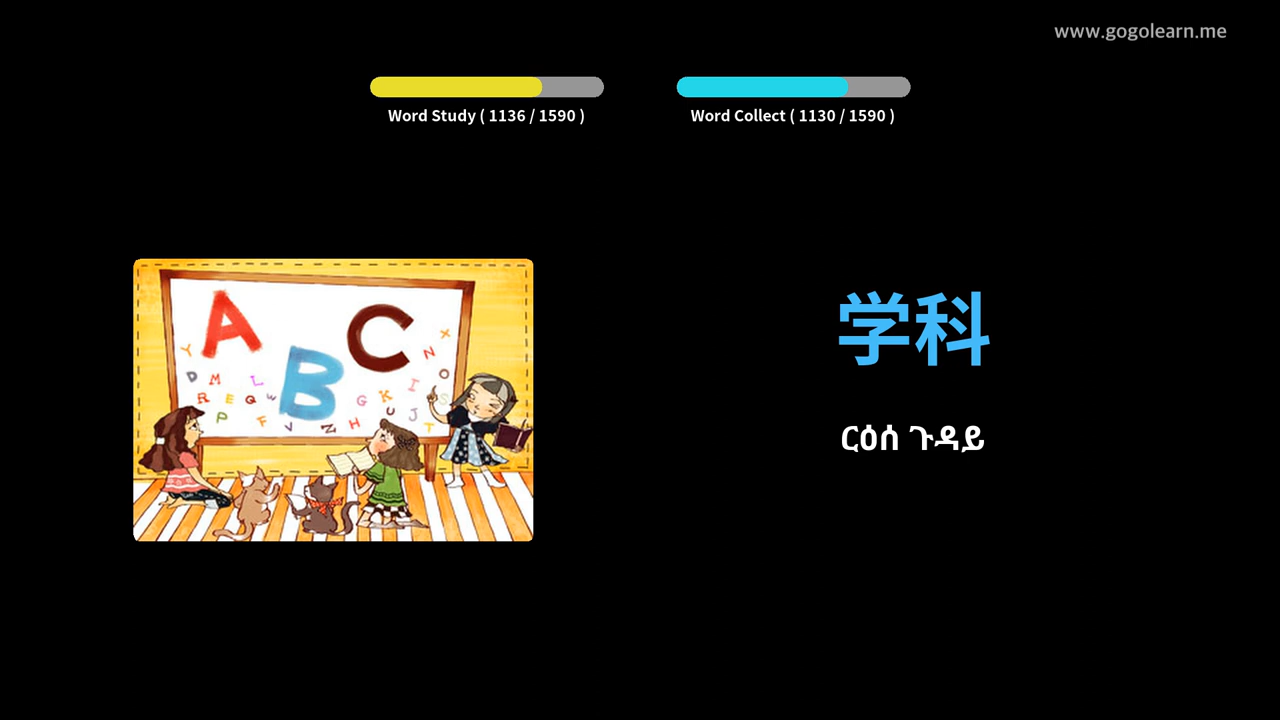 www.gogolearn.me
Word Study ( 1136 / 1590 )
Word Collect ( 1130 / 1590 )
A
B
C
Y
X
N
D M L O
R E Q W G K I S
P F V Z H U J T
学科
ርዕሰ ጉዳይ